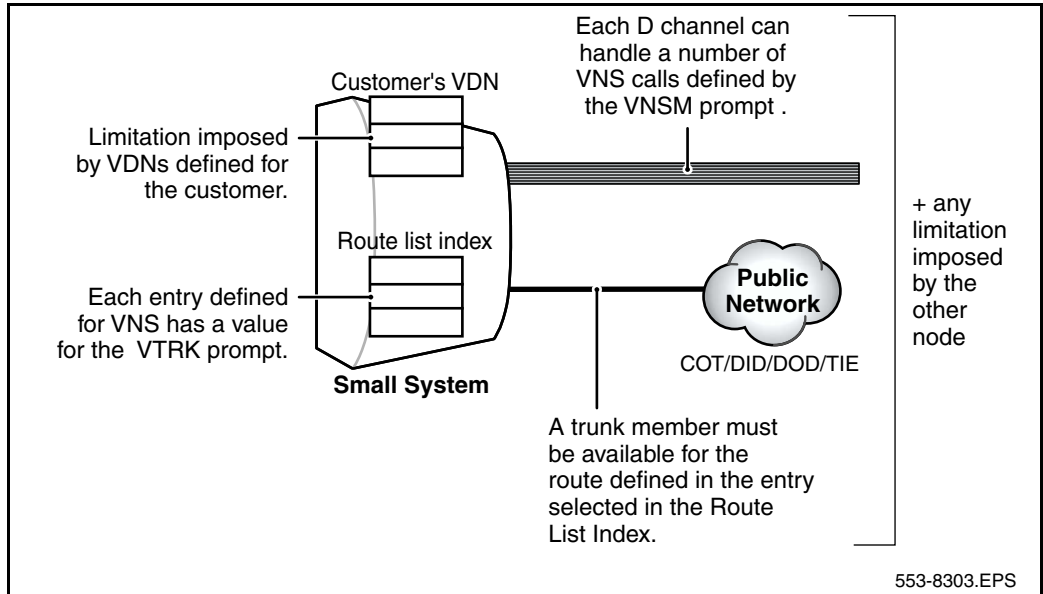 Each D channel can
handle a number of
VNS calls defined by
the VNSM prompt .
Customer's VDN
Limitation imposed
by VDNs defined for
the customer.
Route list index
Each entry defined
for VNS has a value
for the VTRK prompt.
Small System
Public
Network
COT/DID/DOD/TIE
A trunk member must
be available for the
route defined in the entry
selected in the Route
List Index.
+ any
limitation
imposed
by the
other
node
553-8303.EPS